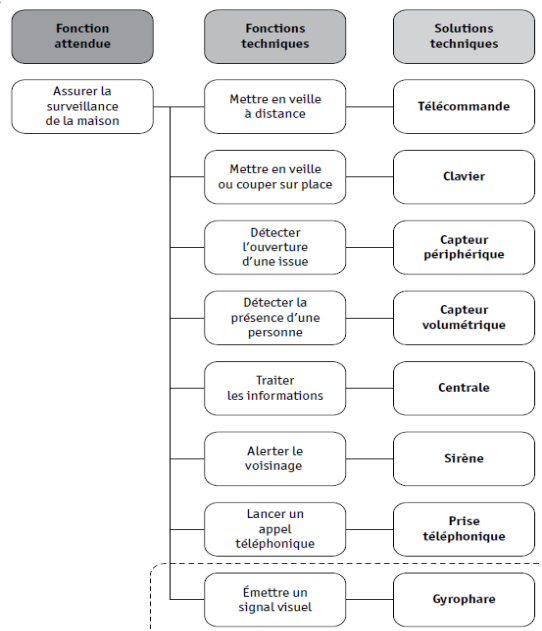 Fonction
attendue
Fonctions
techniques
Solutions
techniques
Assurer la
surveillance
de la maison
Mettre en veille
à distance
Télécommande
Mettre en veille
ou couper sur place
Clavier
Détecter
l'ouverture
d'une issue
Capteur
périphérique
Détecter la
présence d'une
personne
Capteur
volumétrique
Traiter
les informations
Centrale
Alerter le
voisinage
Sirène
Lancer un
appel
téléphonique
Prise
téléphonique
Émettre un
signal visuel
Gyrophare